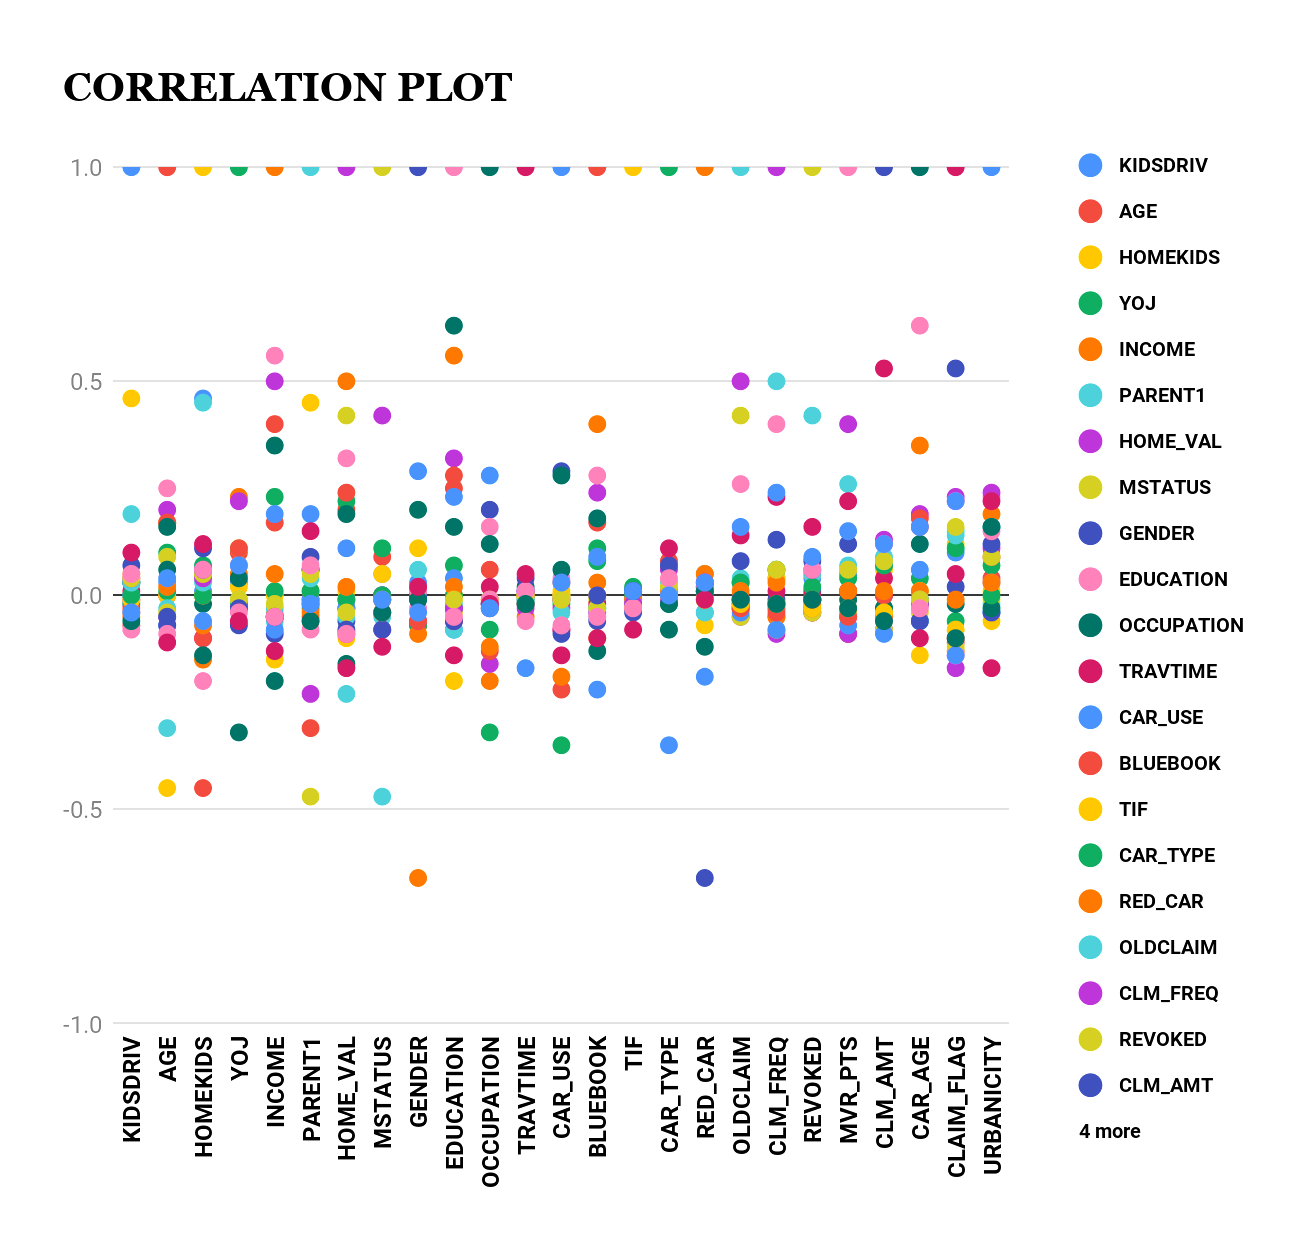 CORRELATION PLOT
1.0
0.5
0.0
-0.5
-1.0
KIDSDRIV
AGE
HOMEKIDS
YOJ
INCOME
PARENT1
HOME_VAL
MSTATUS
GENDER
EDUCATION
OCCUPATION
TRAVTIME
CAR_USE
BLUEBOOK
TIF
CAR_TYPE
RED_CAR
OLDCLAIM
CLM_FREQ
REVOKED
MVR_PTS
CLM_AMT
CAR_AGE
CLAIM_FLAG
URBANICITY
KIDSDRIV
AGE
HOMEKIDS
YOJ
INCOME
PARENT1
HOME_VAL
MSTATUS
GENDER
EDUCATION
OCCUPATION
TRAVTIME
CAR_USE
BLUEBOOK
TIF
CAR_TYPE
RED_CAR
OLDCLAIM
CLM_FREQ
REVOKED
CLM_AMT
4 more